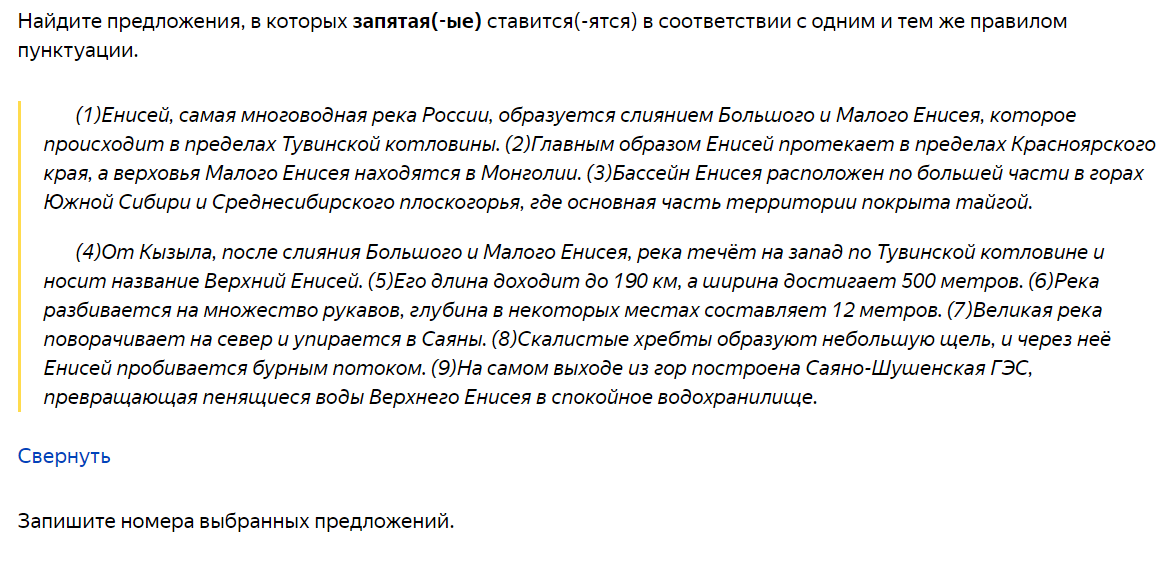 Найдите предложения, в которых запятая(-ые) ставится(-ятся) в соответствии с одним и тем же правилом
пунктуации.
(1)Енисей, самая многоводная река России, образуется слиянием Большого и Малого Енисея, которое
происходит в пределах Тувинской котловины. (2)Главным образом Енисей протекает в пределах Красноярского
края, а верховья Малого Енисея находятся в Монголии. (3)Бассейн Енисея расположен по большей части в горах
Южной Сибири и Среднесибирского плоскогорья, где основная часть территории покрыта тайгой.
(4)От Кызыла, после слияния Большого и Малого Енисея, река течёт на запад по Тувинской котловине и
носит название Верхний Енисей. (5)Его длина доходит до 190 км, а ширина достигает 500 метров. (6)Река
разбивается на множество рукавов, глубина в некоторых местах составляет 12 метров. (7)Великая река
поворачивает на север и упирается в Саяны. (8)Скалистые хребты образуют небольшую щель, и через неё
Енисей пробивается бурным потоком. (9)На самом выходе из гор построена Саяно-Шушенская ГЭС,
превращающая пенящиеся воды Верхнего Енисея в спокойное водохранилище.
Свернуть
Запишите номера выбранных предложений.